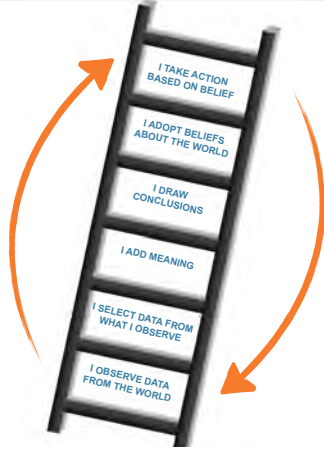 I TAKE ACTION
BASED ON BELIEF
I ADOPT BELIEFS
ABOUT THE WORLD
I DRAW
CONCLUSIONS
I ADD MEANING
I SELECT DATA FROM
WHAT I OBSERVE
I OBSERVE DATA
FROM THE WORLD